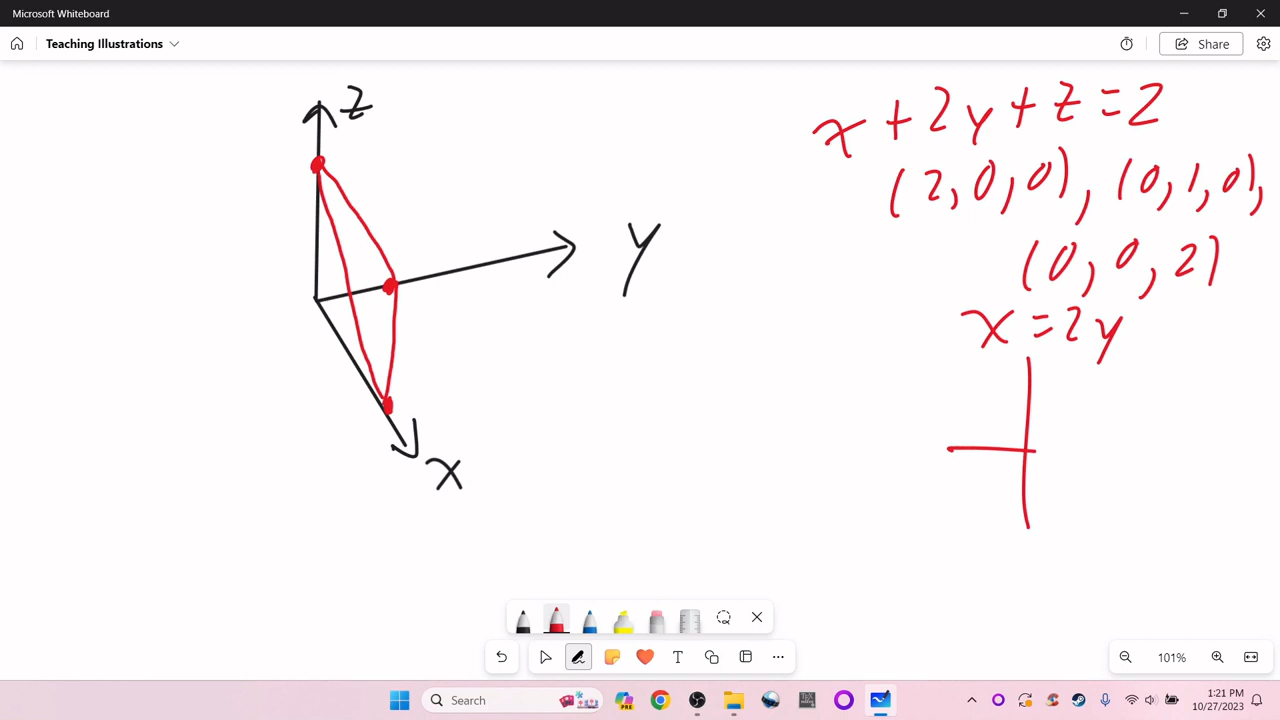 Microsoft Whiteboard
Teaching Illustrations
Share
z
y
x
x + 2y + z = 2
(2, 0, 0), (0, 1, 0),
(0, 0, 2)
x = 2y
101%
Search
PRE
1:21 PM
10/27/2023